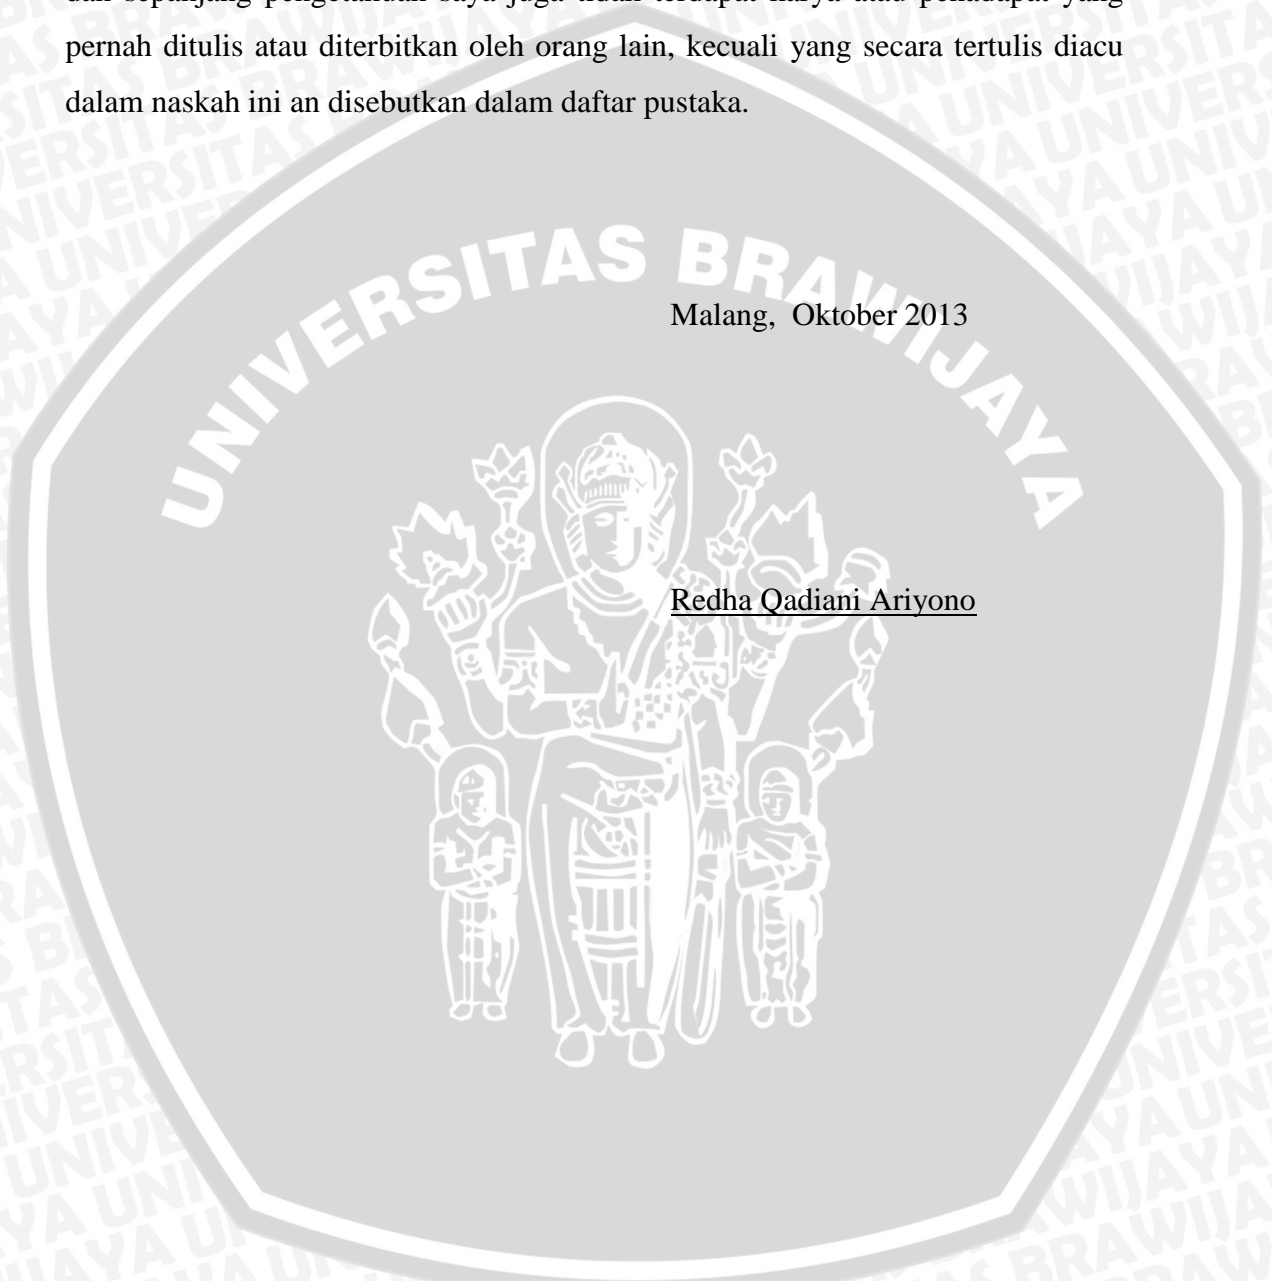 dan sepanjang pengetahuan saya juga tidak terdapat karya atau penadapat yang
pernah ditulis atau diterbitkan oleh orang lain, kecuali yang secara tertulis diacu
dalam naskah ini an disebutkan dalam daftar pustaka.
UNIVERSITAS BRAWIJAYA
Malang, Oktober 2013
Redha Qadiani Ariyono